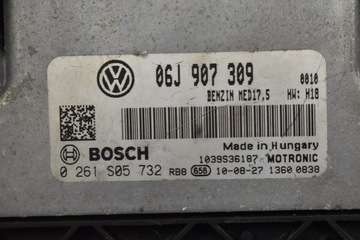 06J 907 309 0010
BENZIN MED17.5 HW: H18
Made in Hungary
BOSCH 1039S36187 MOTRONIC
0 261 S05 732 RB8 656 10-08-27 1360 0838